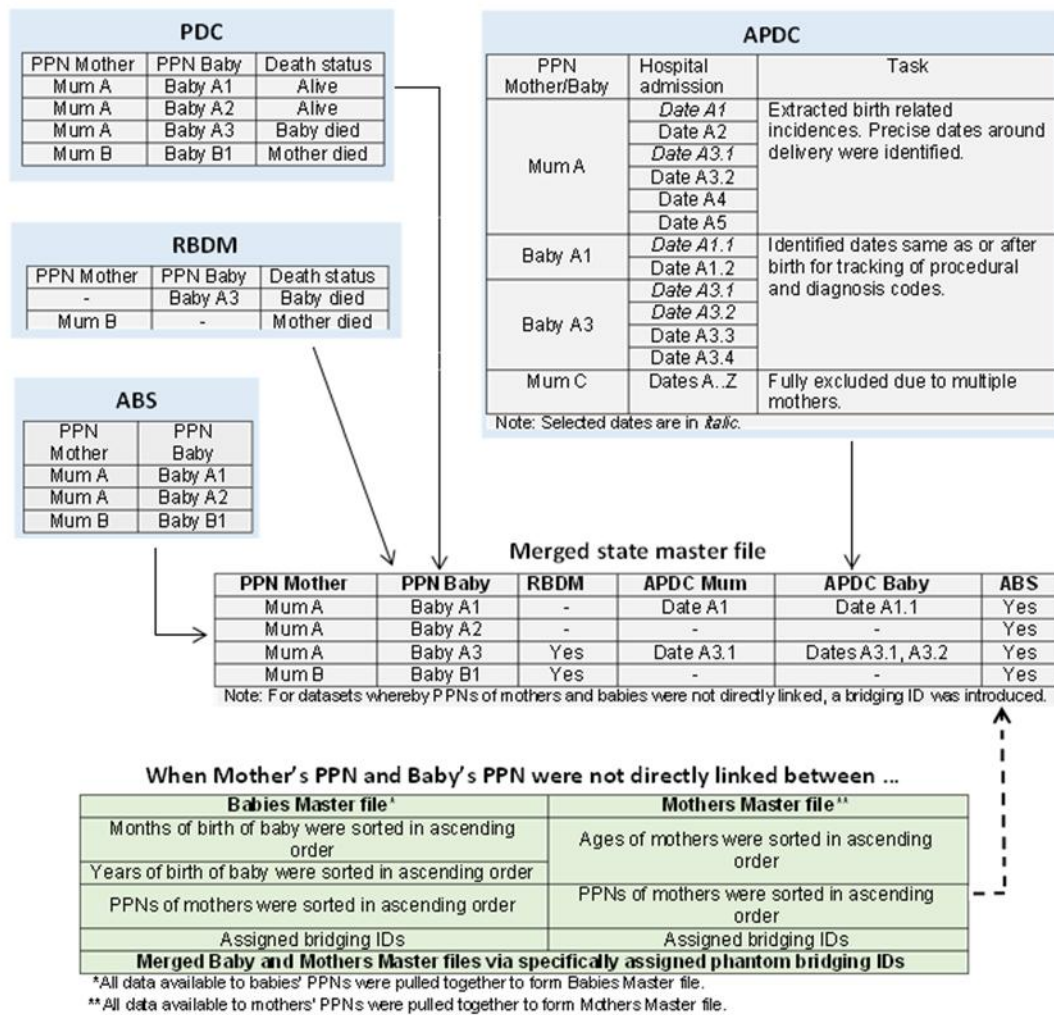 PDC
PPN Mother PPN Baby Death status
Mum A Baby A1 Alive
Mum A Baby A2 Alive
Mum A Baby A3 Baby died
Mum B Baby B1 Mother died
RBDM
PPN Mother PPN Baby Death status
- Baby A3 Baby died
Mum B - Mother died
ABS
PPN PPN
Mother Baby
Mum A Baby A1
Mum A Baby A2
Mum B Baby B1
APDC
PPN Hospital Task
Mother/Baby admission
Mum A
Date A1
Date A2
Date A3.1
Date A3.2
Date A4
Date A5
Extracted birth related
incidences. Precise dates around
delivery were identified.
Baby A1
Date A1.1
Date A1.2
Baby A3
Date A3.1
Date A3.2
Date A3.3
Date A3.4
Identified dates same as or after
birth for tracking of procedural
and diagnosis codes.
Mum C Dates A..Z Fully excluded due to multiple
mothers.
Note: Selected dates are in italic.
Merged state master file
PPN Mother PPN Baby RBDM APDC Mum APDC Baby ABS
Mum A Baby A1 - Date A1 Date A1.1 Yes
Mum A Baby A2 - - - Yes
Mum A Baby A3 Yes Date A3.1 Dates A3.1, A3.2 Yes
Mum B Baby B1 Yes - - Yes
Note: For datasets whereby PPNs of mothers and babies were not directly linked, a bridging ID was introduced.
When Mother's PPN and Baby's PPN were not directly linked between ...
Babies Master file* Mothers Master file**
Months of birth of baby were sorted in ascending
order
Years of birth of baby were sorted in ascending order
Ages of mothers were sorted in ascending
order
PPNs of mothers were sorted in ascending order
PPNs of mothers were sorted in ascending
order
Assigned bridging IDs Assigned bridging IDs
Merged Baby and Mothers Master files via specifically assigned phantom bridging IDs
*All data available to babies' PPNs were pulled together to form Babies Master file.
**All data available to mothers' PPNs were pulled together to form Mothers Master file.